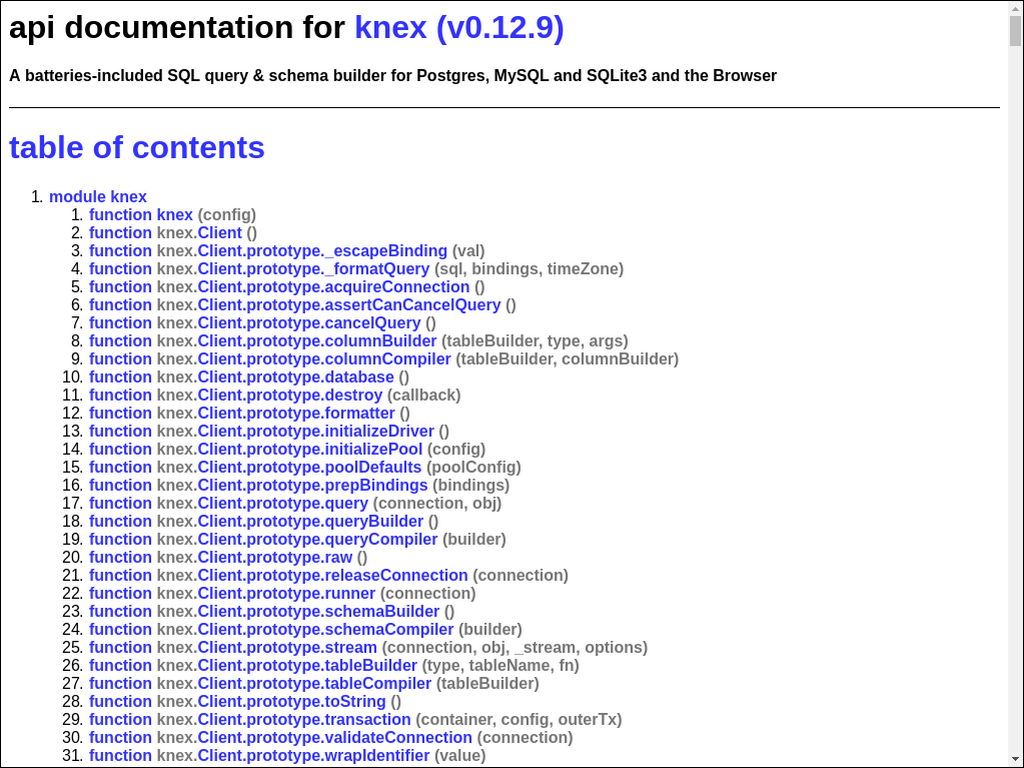 api documentation for knex (v0.12.9)
A batteries-included SQL query & schema builder for Postgres, MySQL and SQLite3 and the Browser
table of contents
1. module knex
1. function knex (config)
2. function knex.Client ()
3. function knex.Client.prototype._escapeBinding (val)
4. function knex.Client.prototype._formatQuery (sql, bindings, timeZone)
5. function knex.Client.prototype.acquireConnection ()
6. function knex.Client.prototype.assertCanCancelQuery ()
7. function knex.Client.prototype.cancelQuery ()
8. function knex.Client.prototype.columnBuilder (tableBuilder, type, args)
9. function knex.Client.prototype.columnCompiler (tableBuilder, columnBuilder)
10. function knex.Client.prototype.database ()
11. function knex.Client.prototype.destroy (callback)
12. function knex.Client.prototype.formatter ()
13. function knex.Client.prototype.initializeDriver ()
14. function knex.Client.prototype.initializePool (config)
15. function knex.Client.prototype.poolDefaults (poolConfig)
16. function knex.Client.prototype.prepBindings (bindings)
17. function knex.Client.prototype.query (connection, obj)
18. function knex.Client.prototype.queryBuilder ()
19. function knex.Client.prototype.queryCompiler (builder)
20. function knex.Client.prototype.raw ()
21. function knex.Client.prototype.releaseConnection (connection)
22. function knex.Client.prototype.runner (connection)
23. function knex.Client.prototype.schemaBuilder ()
24. function knex.Client.prototype.schemaCompiler (builder)
25. function knex.Client.prototype.stream (connection, obj, _stream, options)
26. function knex.Client.prototype.tableBuilder (type, tableName, fn)
27. function knex.Client.prototype.tableCompiler (tableBuilder)
28. function knex.Client.prototype.toString ()
29. function knex.Client.prototype.transaction (container, config, outerTx)
30. function knex.Client.prototype.validateConnection (connection)
31. function knex.Client.prototype.wrapIdentifier (value)